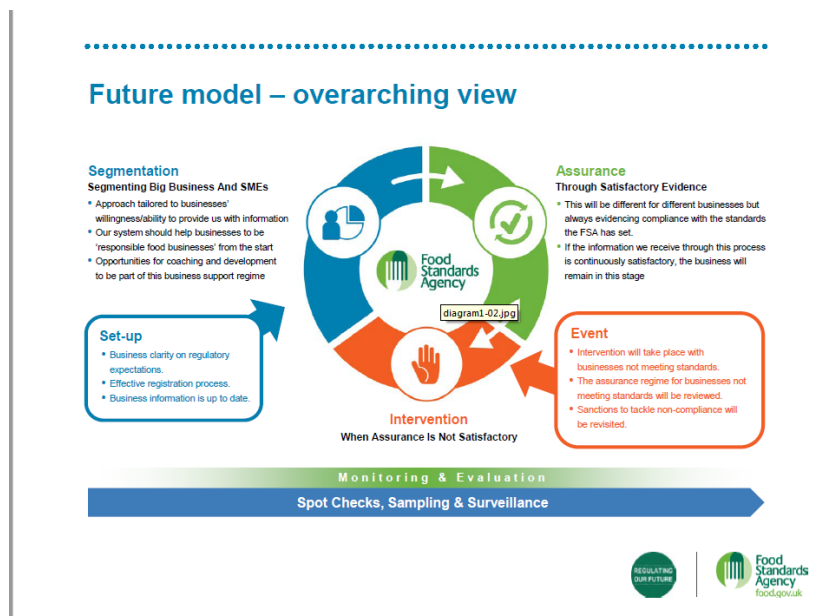 Future model – overarching view
Segmentation
Segmenting Big Business And SMEs
• Approach tailored to businesses'
willingness/ability to provide us with information
• Our system should help businesses to be
'responsible food businesses' from the start
• Opportunities for coaching and development
to be part of this business support regime
Set-up
• Business clarity on regulatory
expectations.
• Effective registration process.
• Business information is up to date.
Food
Standards
Agency
diagram1-02.jpg
Assurance
Through Satisfactory Evidence
• This will be different for different businesses but
always evidencing compliance with the standards
the FSA has set.
• If the information we receive through this process
is continuously satisfactory, the business will
remain in this stage
Event
• Intervention will take place with
businesses not meeting standards.
• The assurance regime for businesses not
meeting standards will be reviewed.
• Sanctions to tackle non-compliance will
be revisited.
Intervention
When Assurance Is Not Satisfactory
Monitoring & Evaluation
Spot Checks, Sampling & Surveillance
REGULATING
OUR FUTURE
Food
Standards
Agency
food.gov.uk